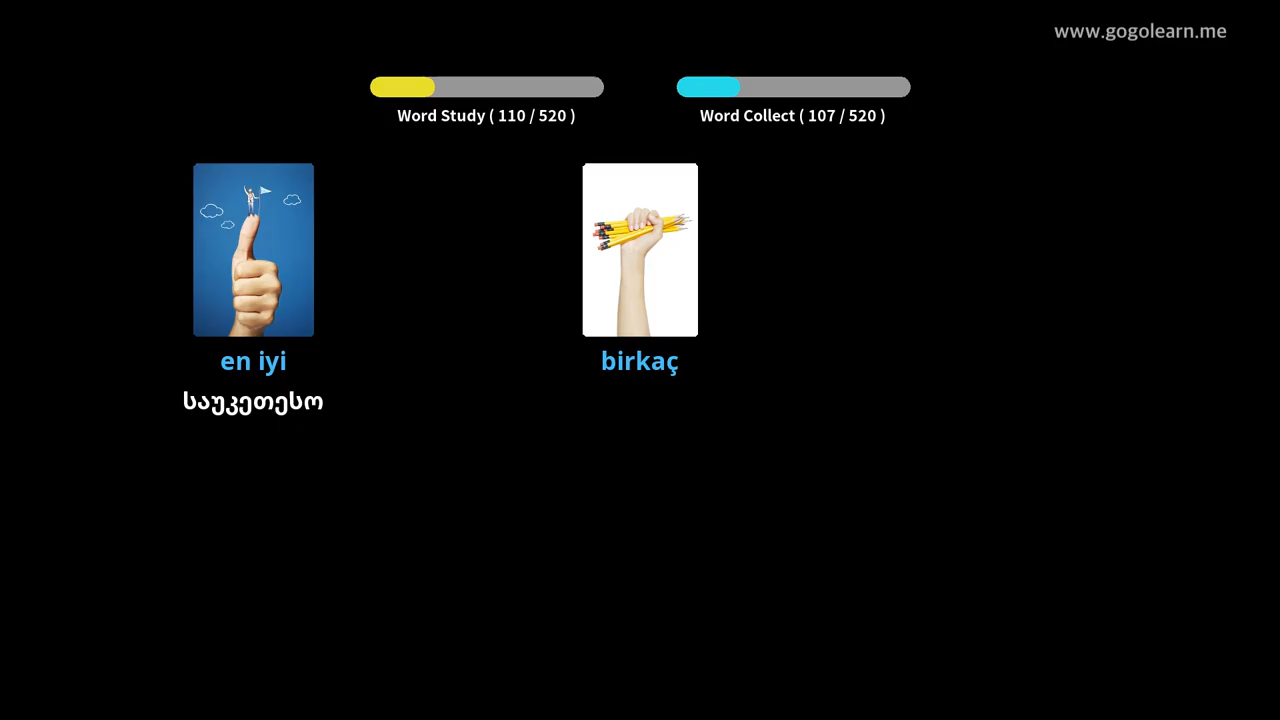 www.gogolearn.me
Word Study ( 110 / 520 )
Word Collect ( 107 / 520 )
en iyi
birkaç
საუკეთესო